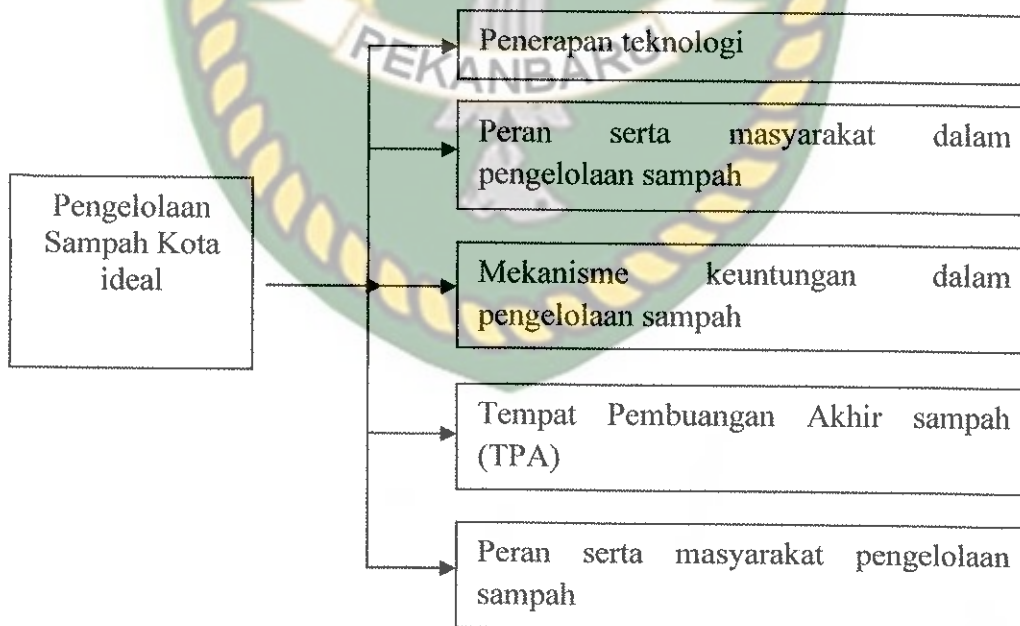 PEKANBARU
Penerapan teknologi
Peran serta masyarakat dalam
pengelolaan sampah
Pengelolaan
Sampah Kota
ideal
Mekanisme keuntungan dalam
pengelolaan sampah
Tempat Pembuangan Akhir sampah
(TPA)
Peran serta masyarakat pengelolaan
sampah